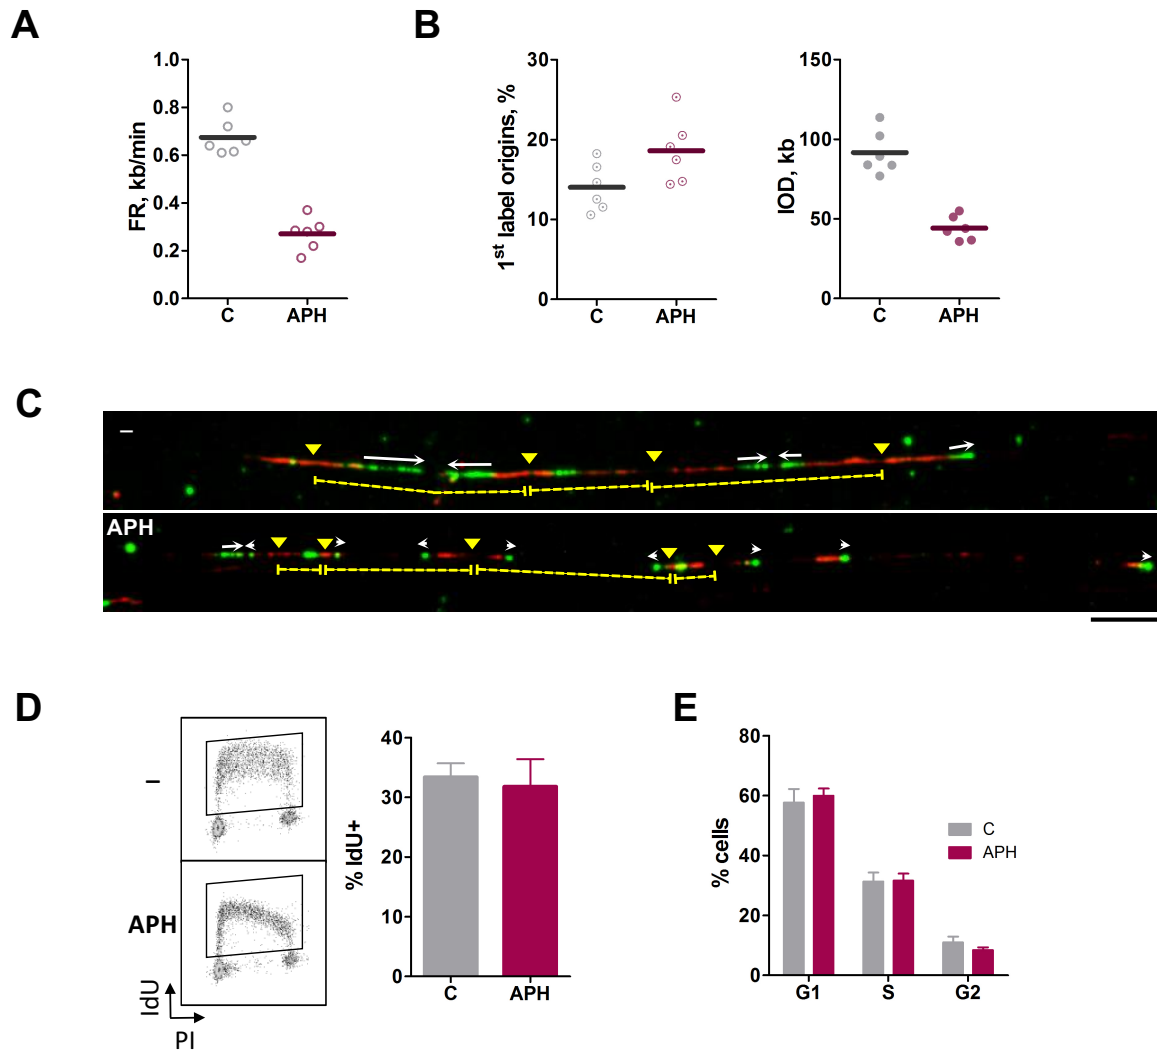 A
B
1.0
0.8
0.6
0.4
0.2
0.0
FR, kb/min
C
APH
30
20
10
0
1st label origins, %
C
APH
150
100
50
0
IOD, kb
C
APH
C
–
APH
D
E
–
APH
IdU
PI
40
30
20
10
0
% IdU+
C
APH
80
60
40
20
0
% cells
C
APH
G1
S
G2